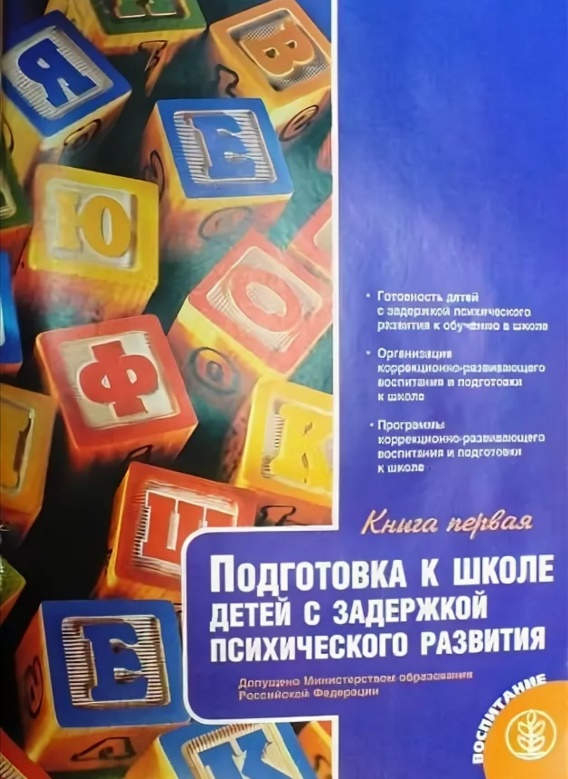 Я
В
Е
Ю
О
Ф
К
Ц
Е
К
• Готовность детей
с задержкой психического
развития к обучению в школе
• Организация
коррекционно-развивающего
воспитания и подготовки
к школе
• Программы
коррекционно-развивающего
воспитания и подготовки
к школе
Книга первая
Подготовка к школе
детей с задержкой
психического развития
Допущено Министерством образования
Российской Федерации
ВОСПИТАНИЕ